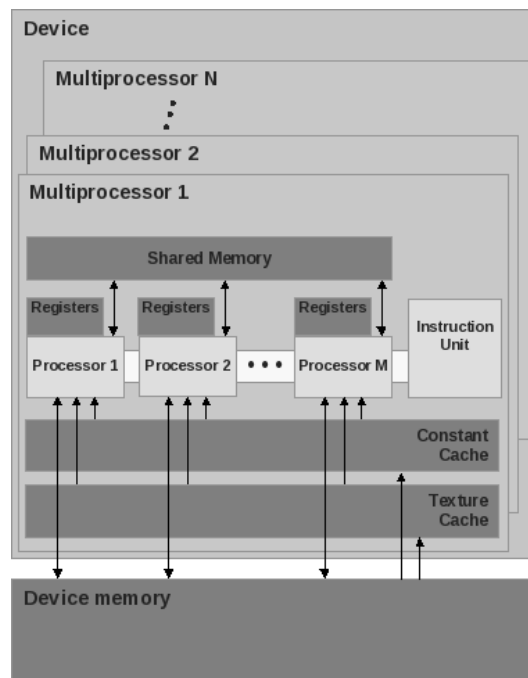 Device
Multiprocessor N
Multiprocessor 2
Multiprocessor 1
Shared Memory
Registers
Registers
Registers
Processor 1
Processor 2
Processor M
Instruction
Unit
Constant
Cache
Texture
Cache
Device memory